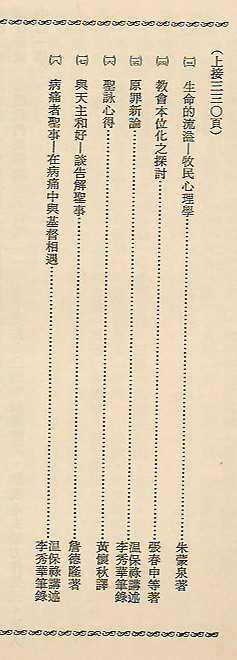 （上接三三〇頁）
㈢ 生命的流溢—牧民心理學……………………朱蒙泉著
㈣ 教會本位化之探討……………………張春申等著
㈤ 原罪新論……………………溫保祿講述 李秀華筆錄
㈥ 聖詠心得……………………黃懷秋譯
㈦ 與天主和好—談告解聖事……………………詹德隆著
㈧ 病痛者聖事—在病痛中與基督相遇……………………溫保祿講述 李秀華筆錄